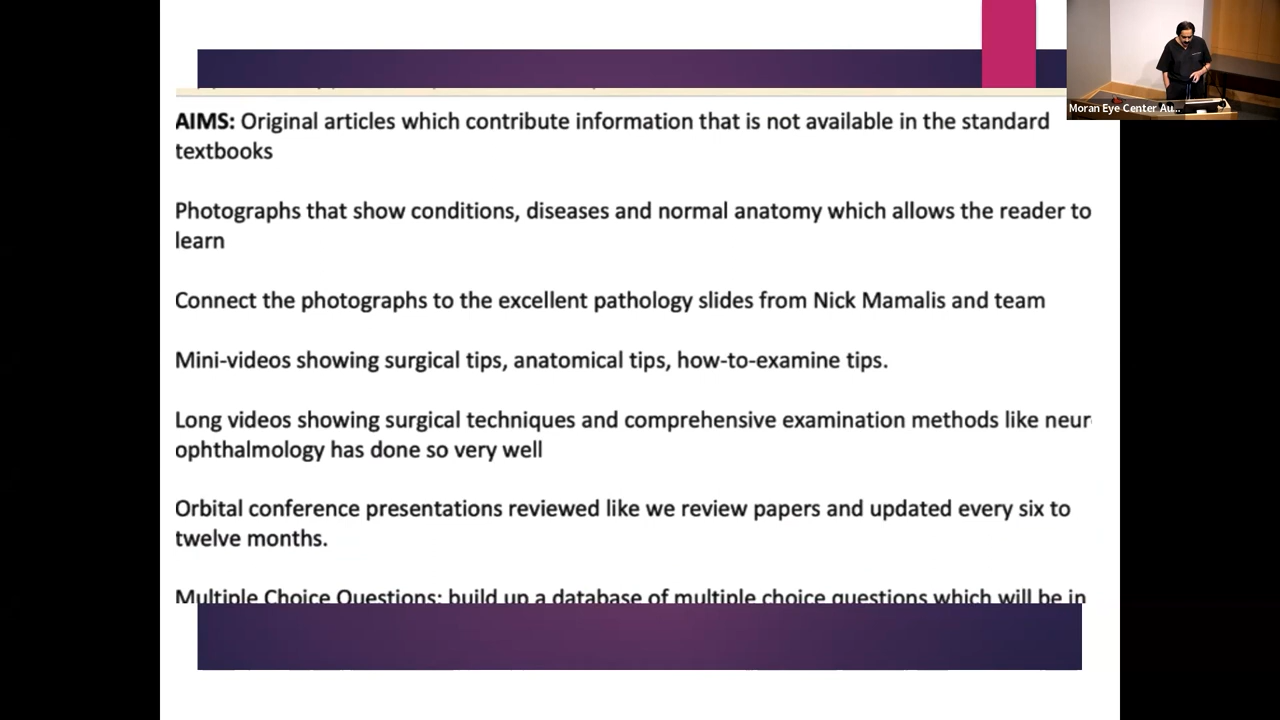 AIMS: Original articles which contribute information that is not available in the standard
textbooks
Photographs that show conditions, diseases and normal anatomy which allows the reader to
learn
Connect the photographs to the excellent pathology slides from Nick Mamalis and team
Mini-videos showing surgical tips, anatomical tips, how-to-examine tips.
Long videos showing surgical techniques and comprehensive examination methods like neur
ophthalmology has done so very well
Orbital conference presentations reviewed like we review papers and updated every six to
twelve months.
Multiple Choice Questions: build up a database of multiple choice questions which will be in
Moran Eye Center Au...